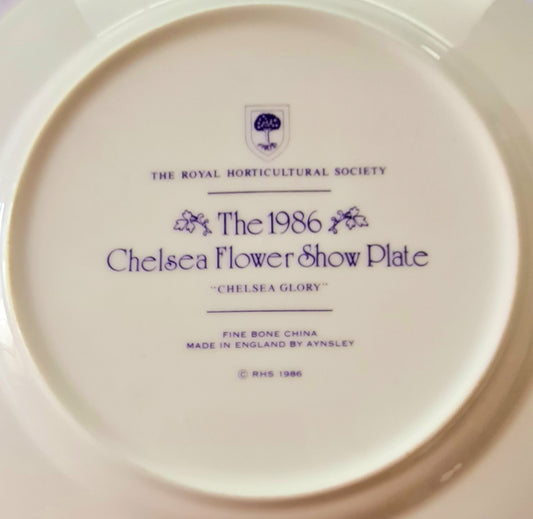 THE ROYAL HORTICULTURAL SOCIETY
The 1986
Chelsea Flower Show Plate
"CHELSEA GLORY"
FINE BONE CHINA
MADE IN ENGLAND BY AYNSLEY
© RHS 1986